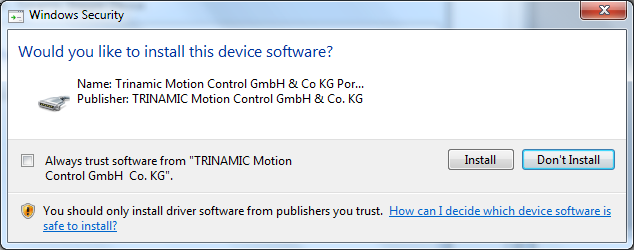 Windows Security
Would you like to install this device software?
Name: Trinamic Motion Control GmbH & Co KG Por...
Publisher: TRINAMIC Motion Control GmbH & Co. KG
Always trust software from "TRINAMIC Motion
Control GmbH  Co. KG".
Install
Don't Install
You should only install driver software from publishers you trust. How can I decide which device software is
safe to install?